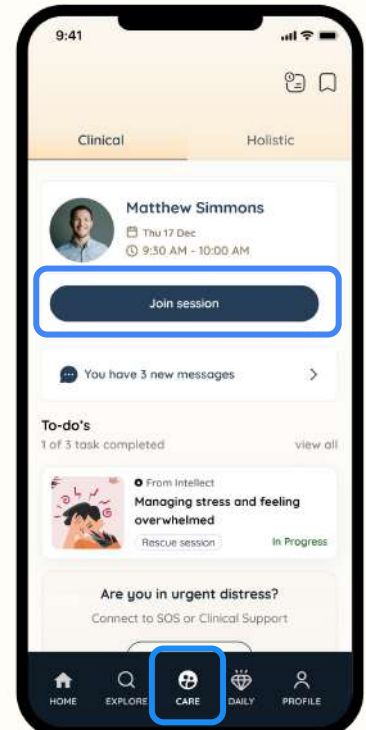 9:41
Clinical Holistic
Matthew Simmons
Thu 17 Dec
9:30 AM - 10:00 AM
Join session
You have 3 new messages
To-do's
1 of 3 task completed view all
From Intellect
Managing stress and feeling
overwhelmed
Rescue session In Progress
Are you in urgent distress?
Connect to SOS or Clinical Support
HOME EXPLORE CARE DAILY PROFILE